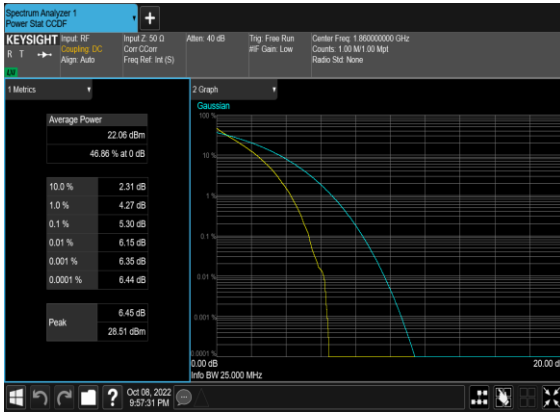 Spectrum Analyzer 1
Power Stat CCDF
KEYSIGHT
R T
LXI
Input: RF
Coupling: DC
Align: Auto
Input Z: 50 Ω
Corr CCorr
Freq Ref: Int (S)
Atten: 40 dB
Trig: Free Run
#IF Gain: Low
Center Freq: 1.860000000 GHz
Counts: 1.00 M/1.00 Mpt
Radio Std: None
1 Metrics
Average Power
22.06 dBm
46.86 % at 0 dB
10.0 % 2.31 dB
1.0 % 4.27 dB
0.1 % 5.30 dB
0.01 % 6.15 dB
0.001 % 6.35 dB
0.0001 % 6.44 dB
Peak
6.45 dB
28.51 dBm
2 Graph
Gaussian
100 %
10 %
1 %
0.1 %
0.01 %
0.001 %
0.0001 %
0.00 dB
20.00 d
Info BW 25.000 MHz
?
Oct 08, 2022
9:57:31 PM